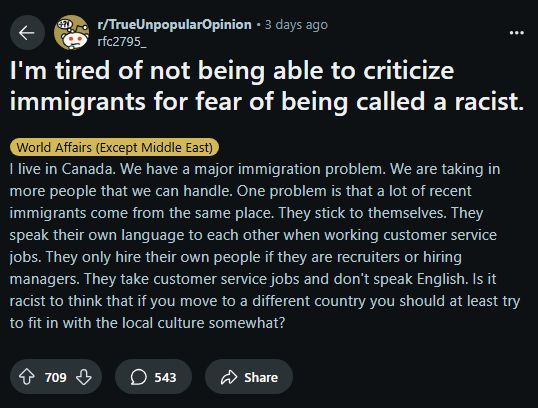 r/TrueUnpopularOpinion • 3 days ago
rfc2795_
I'm tired of not being able to criticize
immigrants for fear of being called a racist.
World Affairs (Except Middle East)
I live in Canada. We have a major immigration problem. We are taking in
more people that we can handle. One problem is that a lot of recent
immigrants come from the same place. They stick to themselves. They
speak their own language to each other when working customer service
jobs. They only hire their own people if they are recruiters or hiring
managers. They take customer service jobs and don't speak English. Is it
racist to think that if you move to a different country you should at least try
to fit in with the local culture somewhat?
709 543 Share